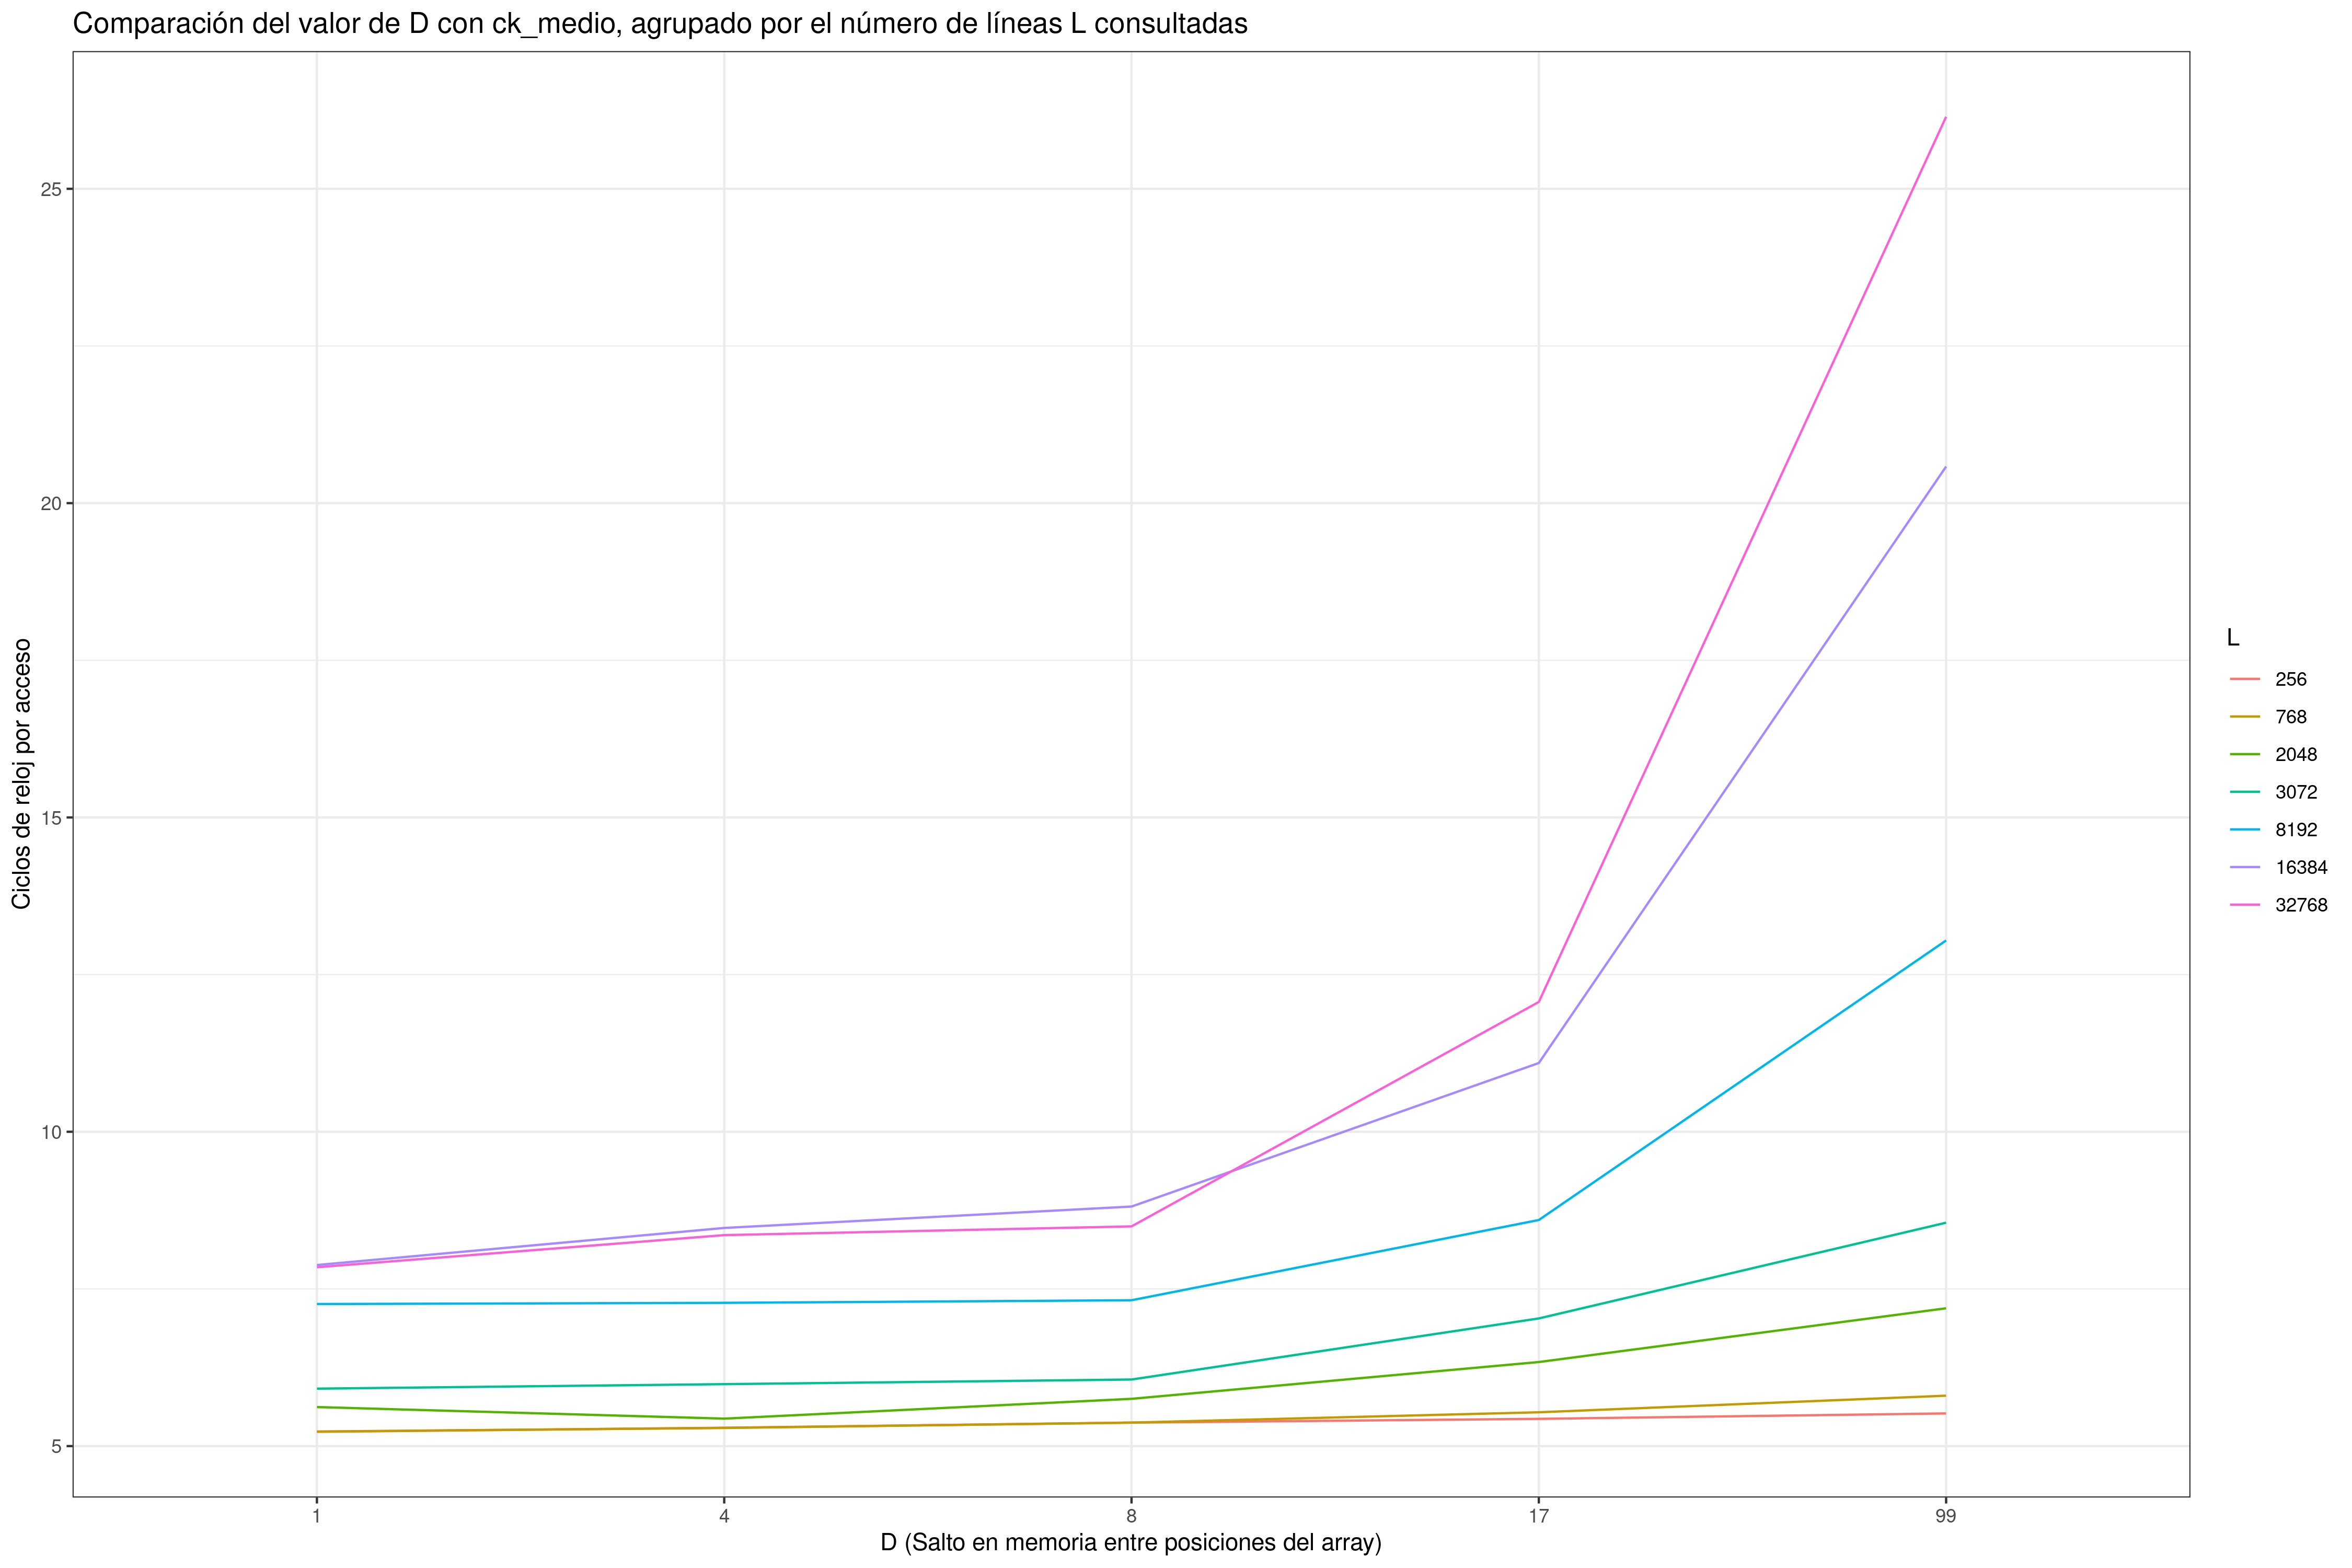 Comparación del valor de D con ck_medio, agrupado por el número de líneas L consultadas
Ciclos de reloj por acceso
25
20
15
10
5
1 4 8 17 99
D (Salto en memoria entre posiciones del array)
L
256
768
2048
3072
8192
16384
32768